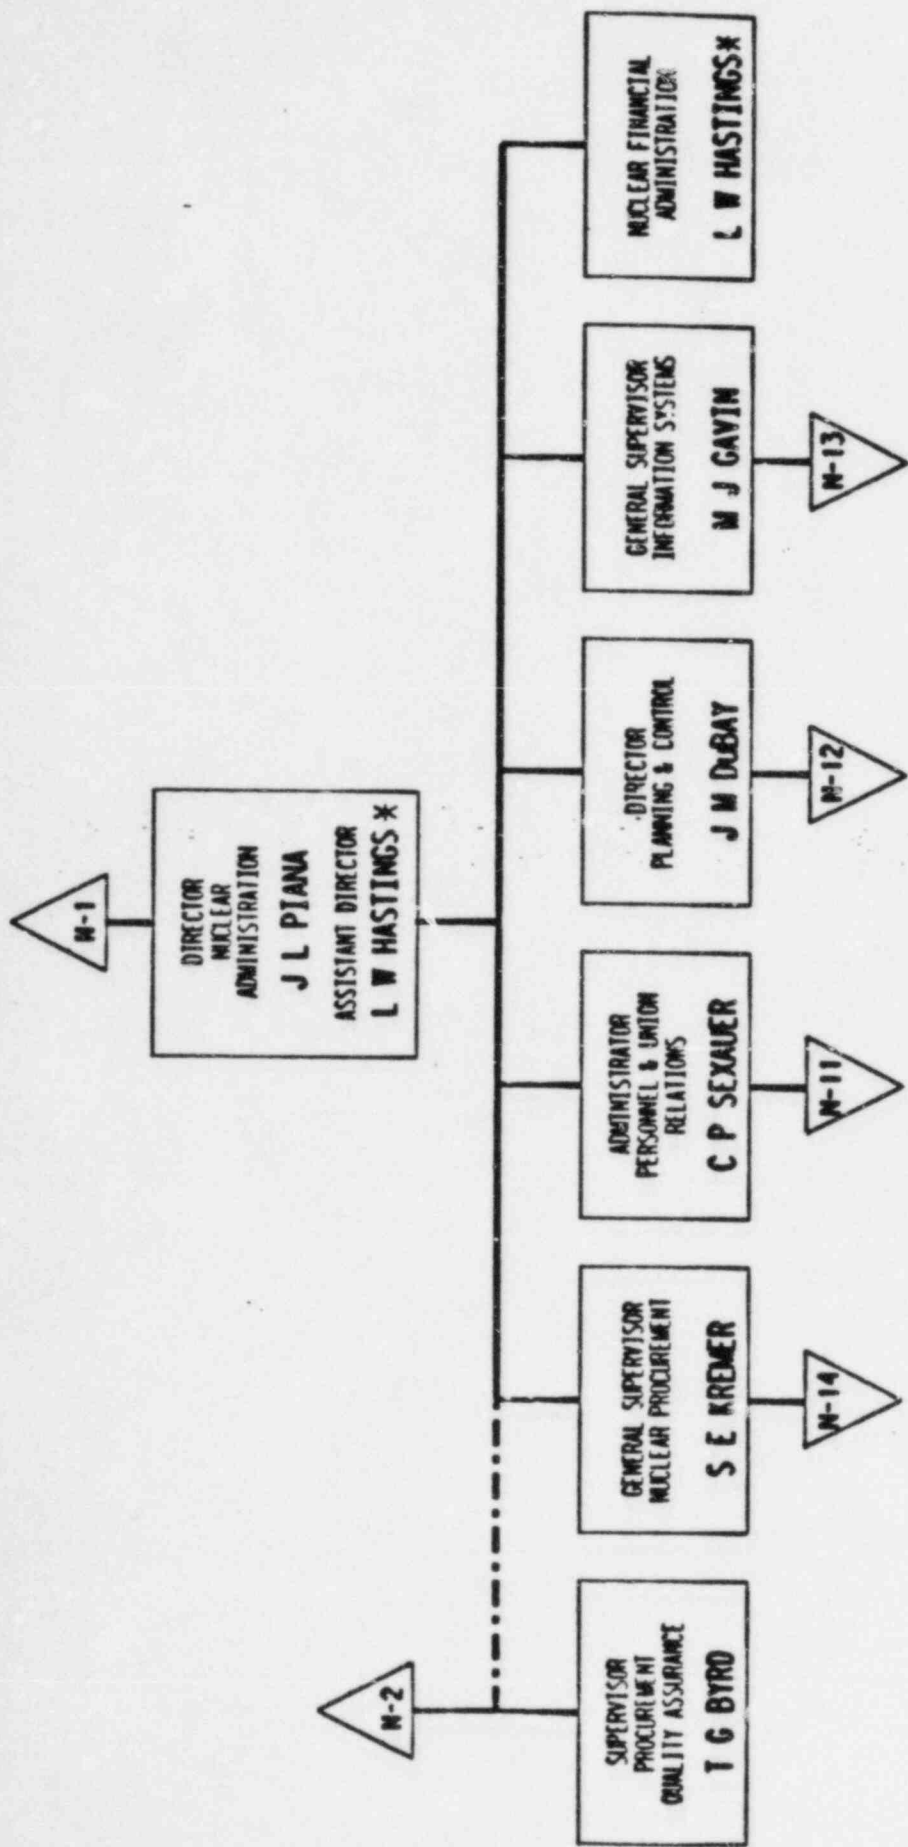 N-1
DIRECTOR
NUCLEAR
ADMINISTRATION
J L PIANA
ASSISTANT DIRECTOR
L W HASTINGS *
N-2
SUPERVISOR
PROCUREMENT
QUALITY ASSURANCE
T G BYRD
GENERAL SUPERVISOR
NUCLEAR PROCUREMENT
S E KREMER
N-14
ADMINISTRATOR
PERSONNEL & UNION
RELATIONS
C P SEXAUER
N-11
DIRECTOR
PLANNING & CONTROL
J M DuBAY
N-12
GENERAL SUPERVISOR
INFORMATION SYSTEMS
M J GAVIN
N-13
NUCLEAR FINANCIAL
ADMINISTRATION
L W HASTINGS*